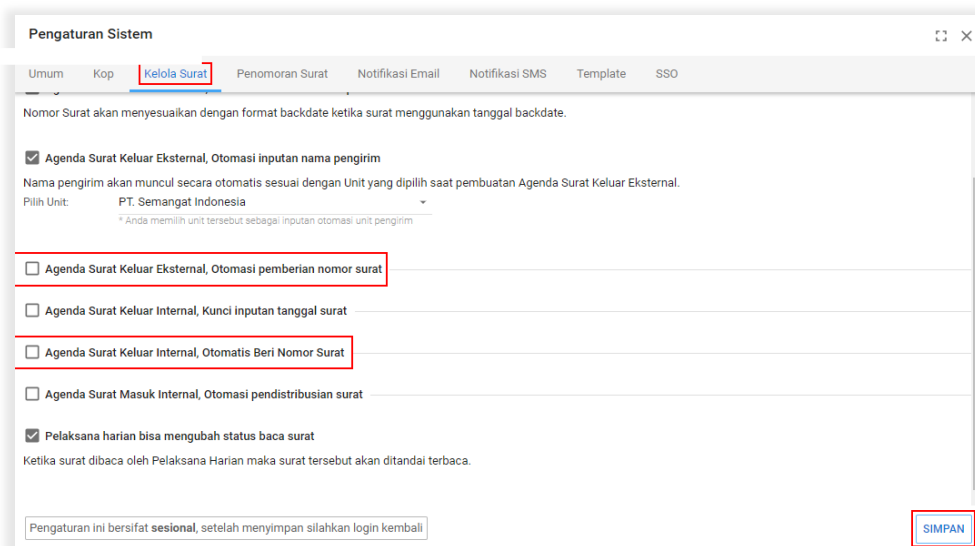 Pengaturan Sistem
Umum Kop Kelola Surat Penomoran Surat Notifikasi Email Notifikasi SMS Template SSO
Nomor Surat akan menyesuaikan dengan format backdate ketika surat menggunakan tanggal backdate.
Agenda Surat Keluar Eksternal, Otomasi inputan nama pengirim
Nama pengirim akan muncul secara otomatis sesuai dengan Unit yang dipilih saat pembuatan Agenda Surat Keluar Eksternal.
Pilih Unit: PT. Semangat Indonesia
* Anda memilih unit tersebut sebagai inputan otomasi unit pengirim
Agenda Surat Keluar Eksternal, Otomasi pemberian nomor surat
Agenda Surat Keluar Internal, Kunci inputan tanggal surat
Agenda Surat Keluar Internal, Otomatis Beri Nomor Surat
Agenda Surat Masuk Internal, Otomasi pendistribusian surat
Pelaksana harian bisa mengubah status baca surat
Ketika surat dibaca oleh Pelaksana Harian maka surat tersebut akan ditandai terbaca.
Pengaturan ini bersifat sesional, setelah menyimpan silahkan login kembali
SIMPAN